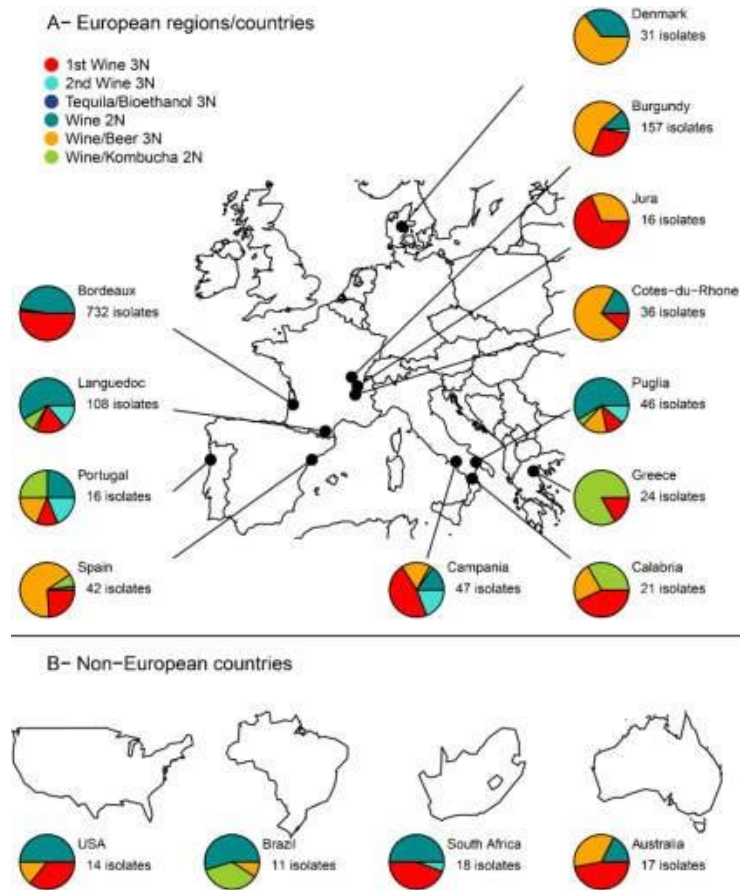 A- European regions/countries
1st Wine 3N
2nd Wine 3N
Tequila/Bioethanol 3N
Wine 2N
Wine/Beer 3N
Wine/Kombucha 2N
Denmark
31 isolates
Burgundy
157 isolates
Jura
16 isolates
Bordeaux
732 isolates
Cotes-du-Rhone
36 isolates
Languedoc
108 isolates
Puglia
46 isolates
Portugal
16 isolates
Greece
24 isolates
Spain
42 isolates
Campania
47 isolates
Calabria
21 isolates
B- Non-European countries
USA
14 isolates
Brazil
11 isolates
South Africa
18 isolates
Australia
17 isolates